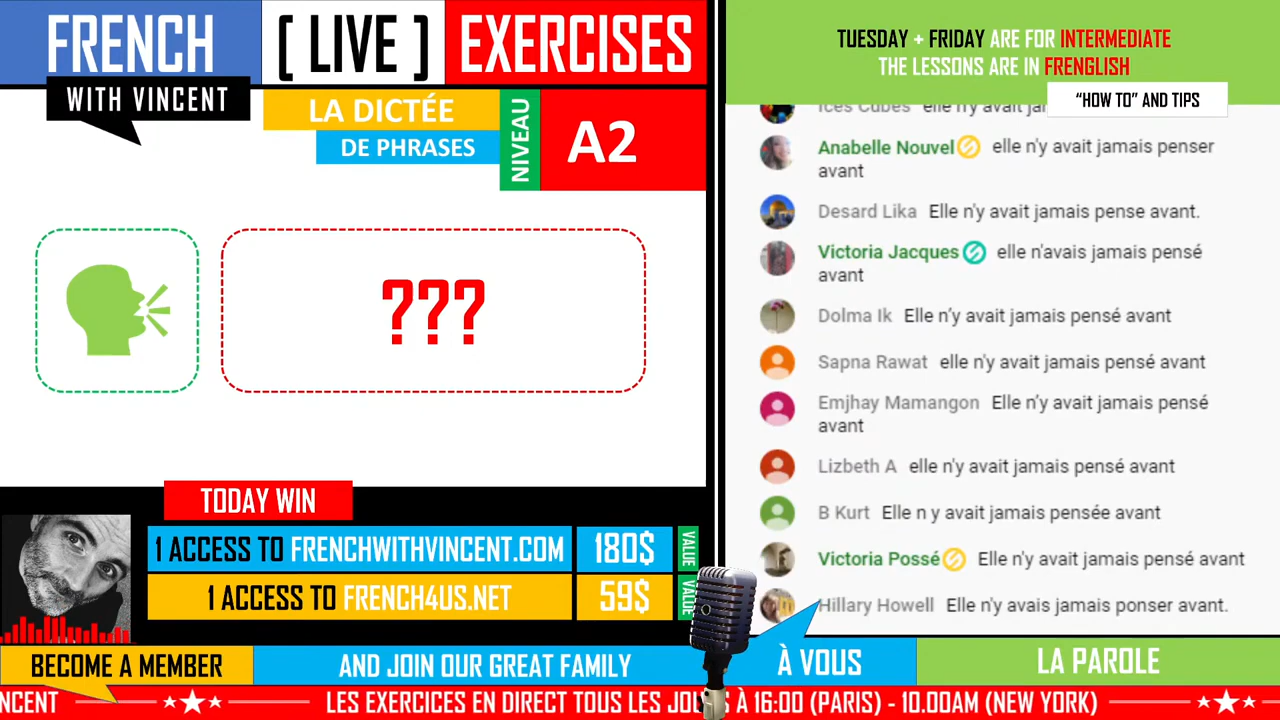 FRENCH
[ LIVE ]
EXERCISES
WITH VINCENT
LA DICTÉE
DE PHRASES
NIVEAU
A2
???
TODAY WIN
1 ACCESS TO FRENCHWITHVINCENT.COM
180$
VALUE
1 ACCESS TO FRENCH4US.NET
59$
VALUE
TUESDAY + FRIDAY ARE FOR INTERMEDIATE
THE LESSONS ARE IN FRENGLISH
“HOW TO” AND TIPS
Ices Cubes elle n'y avait
Anabelle Nouvel elle n'y avait jamais penser
avant
Desard Lika Elle n'y avait jamais pense avant.
Victoria Jacques elle n'avais jamais pensé
avant
Dolma Ik Elle n’y avait jamais pensé avant
Sapna Rawat elle n'y avait jamais pensé avant
Emjhay Mamangon Elle n’y avait jamais pensé
avant
Lizbeth A elle n'y avait jamais pensé avant
B Kurt Elle n y avait jamais pensée avant
Victoria Possé Elle n'y avait jamais pensé avant
Hillary Howell Elle n'y avais jamais ponser avant.
BECOME A MEMBER
AND JOIN OUR GREAT FAMILY
À VOUS
LA PAROLE
NCENT
LES EXERCICES EN DIRECT TOUS LES JOURS À 16:00 (PARIS) - 10.00AM (NEW YORK)